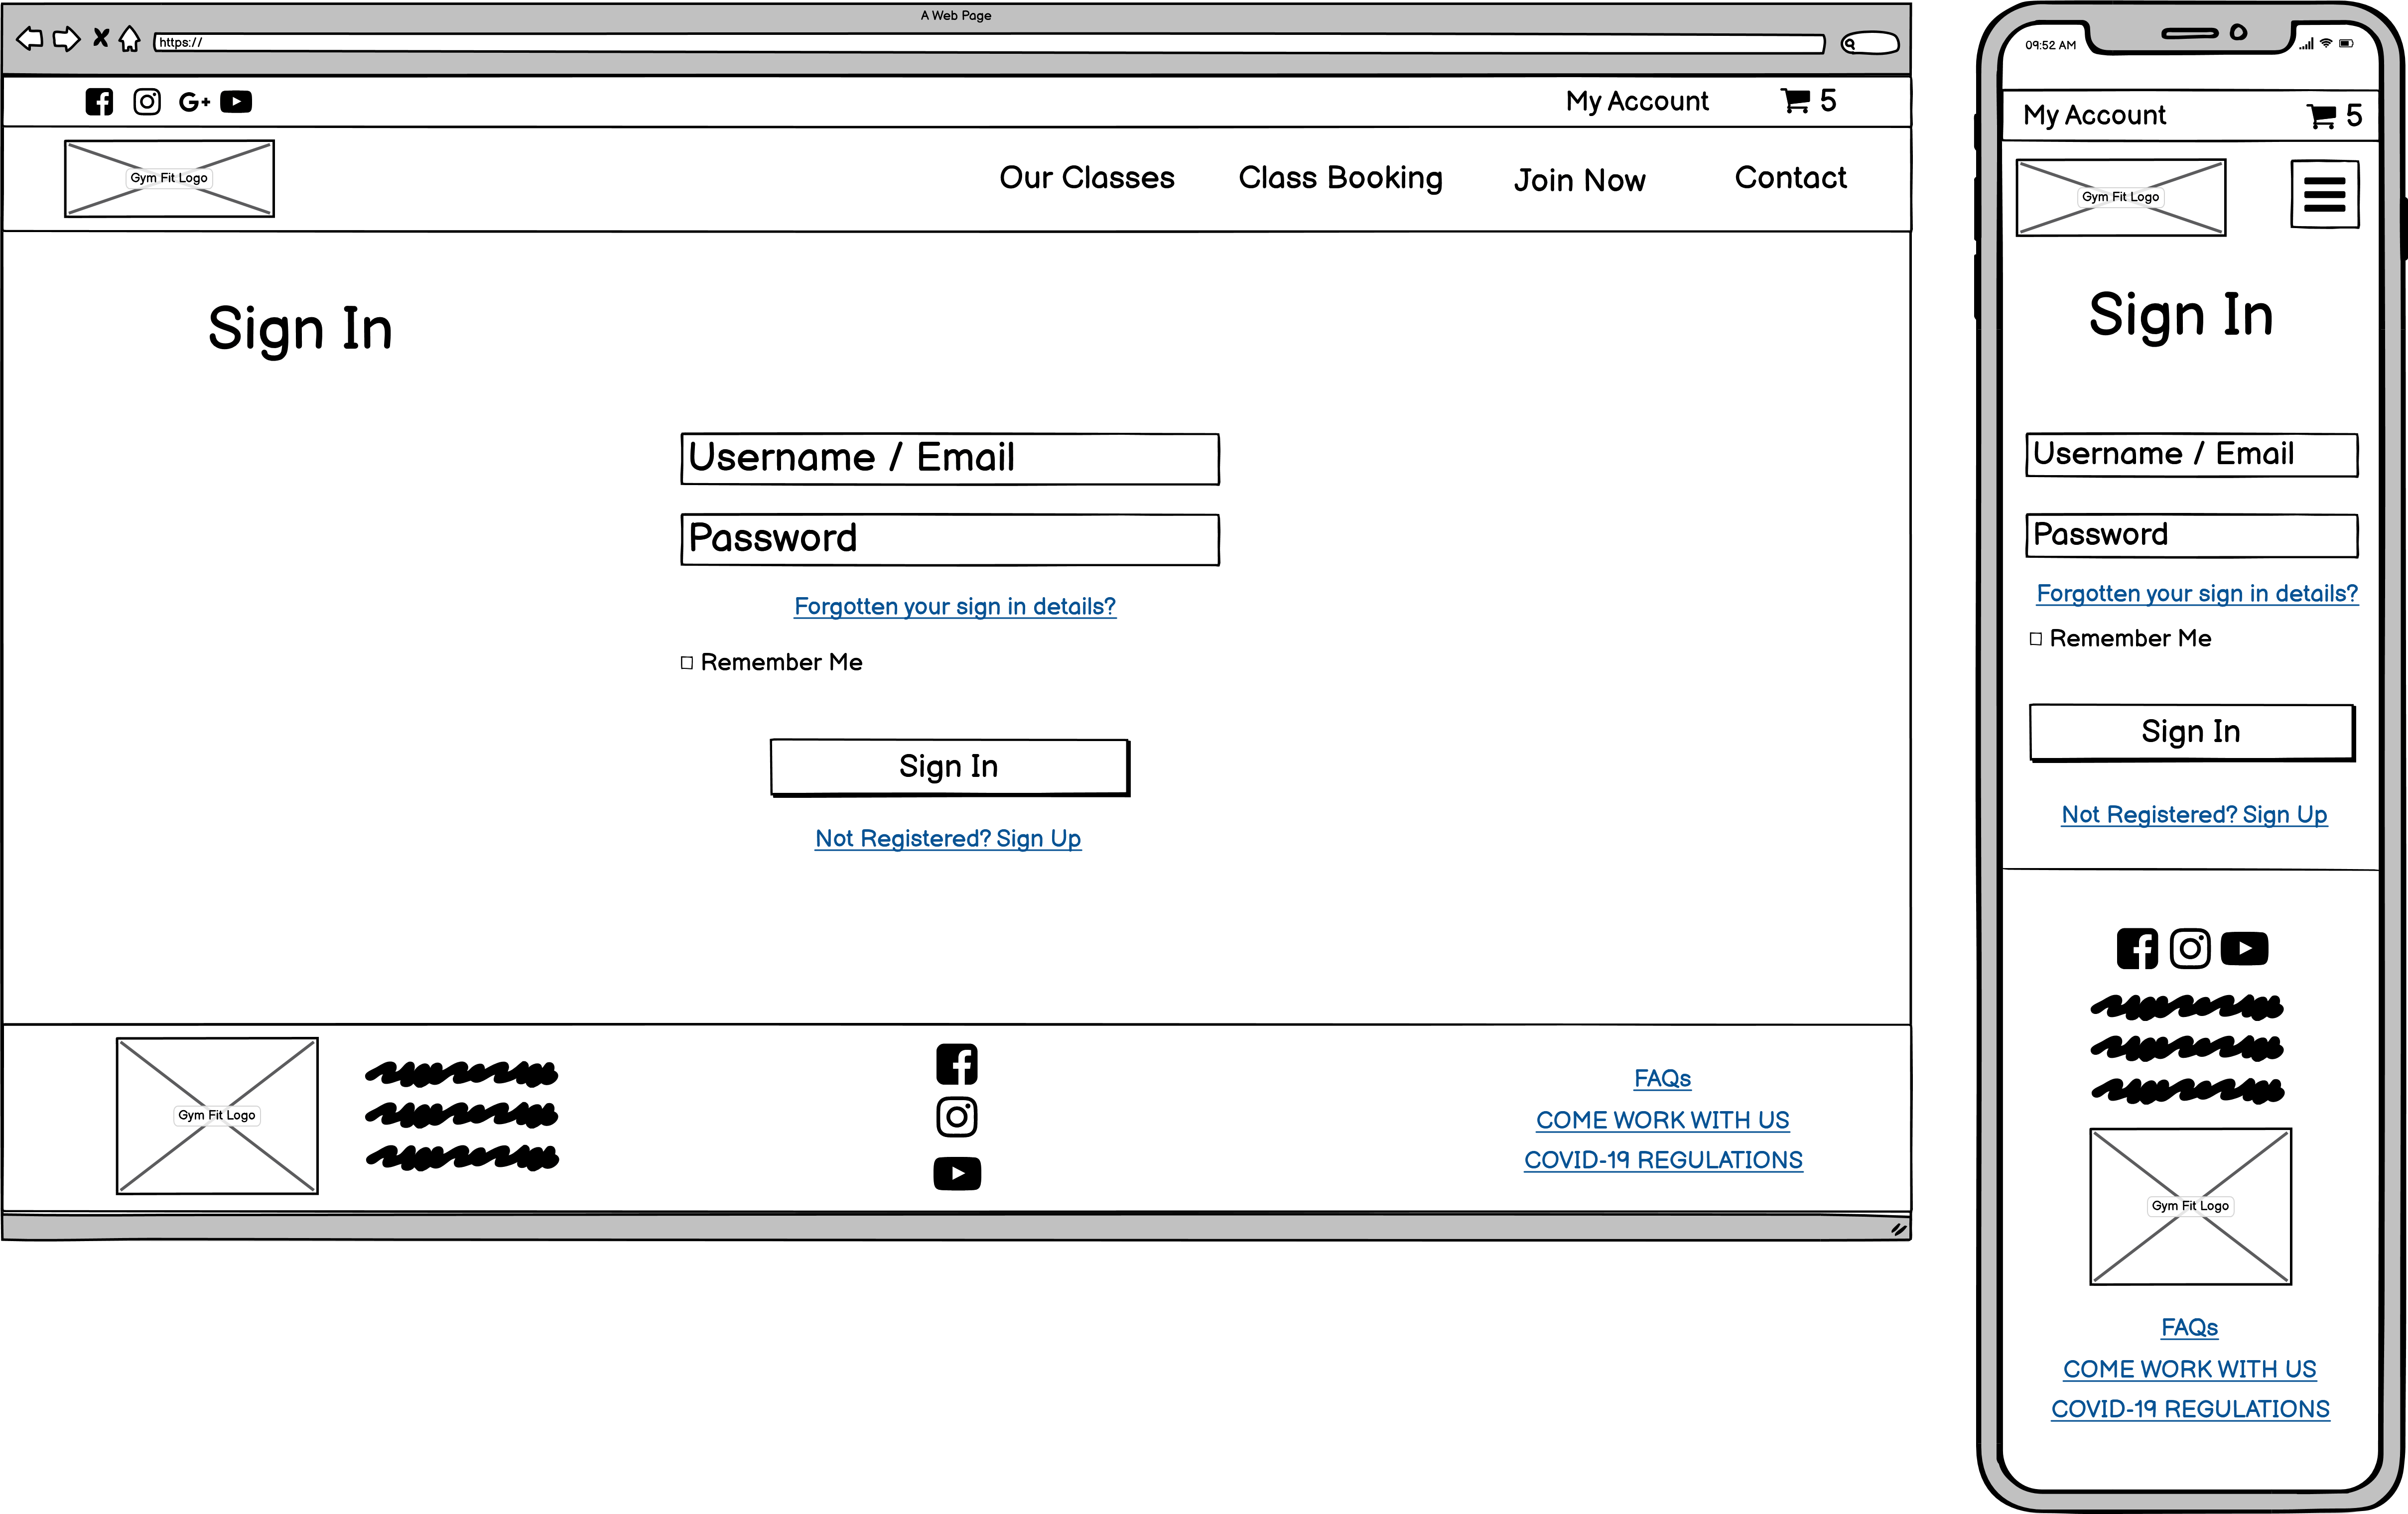 A Web Page
https://
My Account 5
Gym Fit Logo
Our Classes Class Booking Join Now Contact
Sign In
Username / Email
Password
Forgotten your sign in details?
Remember Me
Sign In
Not Registered? Sign Up
Gym Fit Logo
FAQs
COME WORK WITH US
COVID-19 REGULATIONS
09:52 AM
My Account 5
Gym Fit Logo
Sign In
Username / Email
Password
Forgotten your sign in details?
Remember Me
Sign In
Not Registered? Sign Up
Gym Fit Logo
FAQs
COME WORK WITH US
COVID-19 REGULATIONS